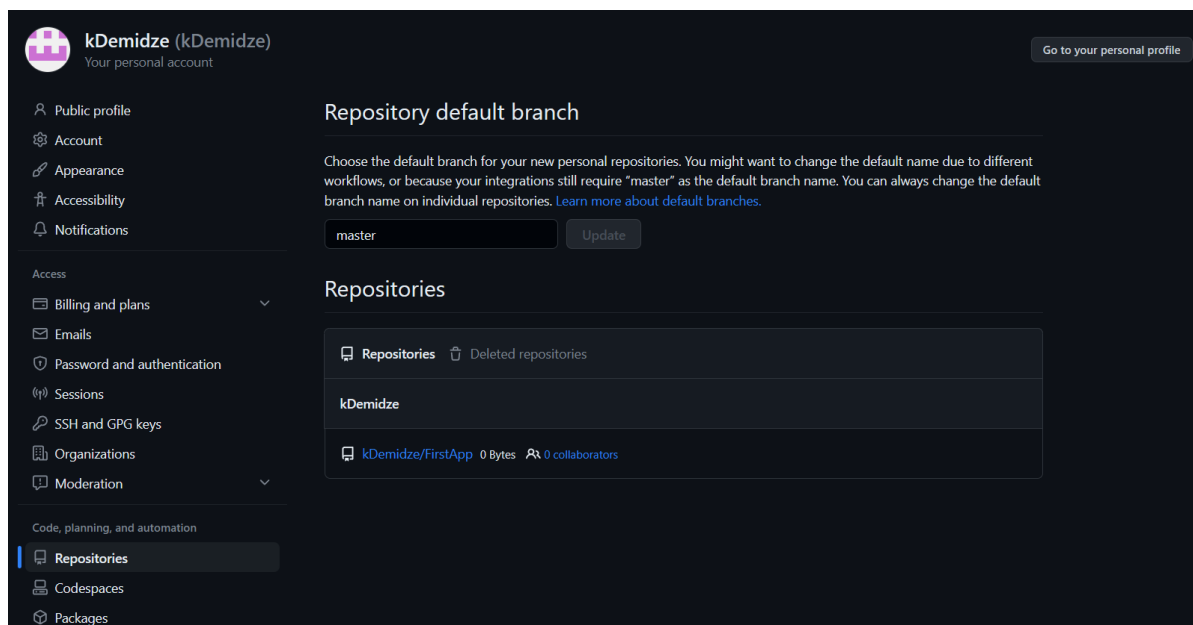 kDemidze (kDemidze)
Your personal account
Go to your personal profile
Public profile
Account
Appearance
Accessibility
Notifications
Access
Billing and plans
Emails
Password and authentication
Sessions
SSH and GPG keys
Organizations
Moderation
Code, planning, and automation
Repositories
Codespaces
Packages
Repository default branch
Choose the default branch for your new personal repositories. You might want to change the default name due to different
workflows, or because your integrations still require “master” as the default branch name. You can always change the default
branch name on individual repositories. Learn more about default branches.
master Update
Repositories
Repositories Deleted repositories
kDemidze
kDemidze/FirstApp 0 Bytes 0 collaborators